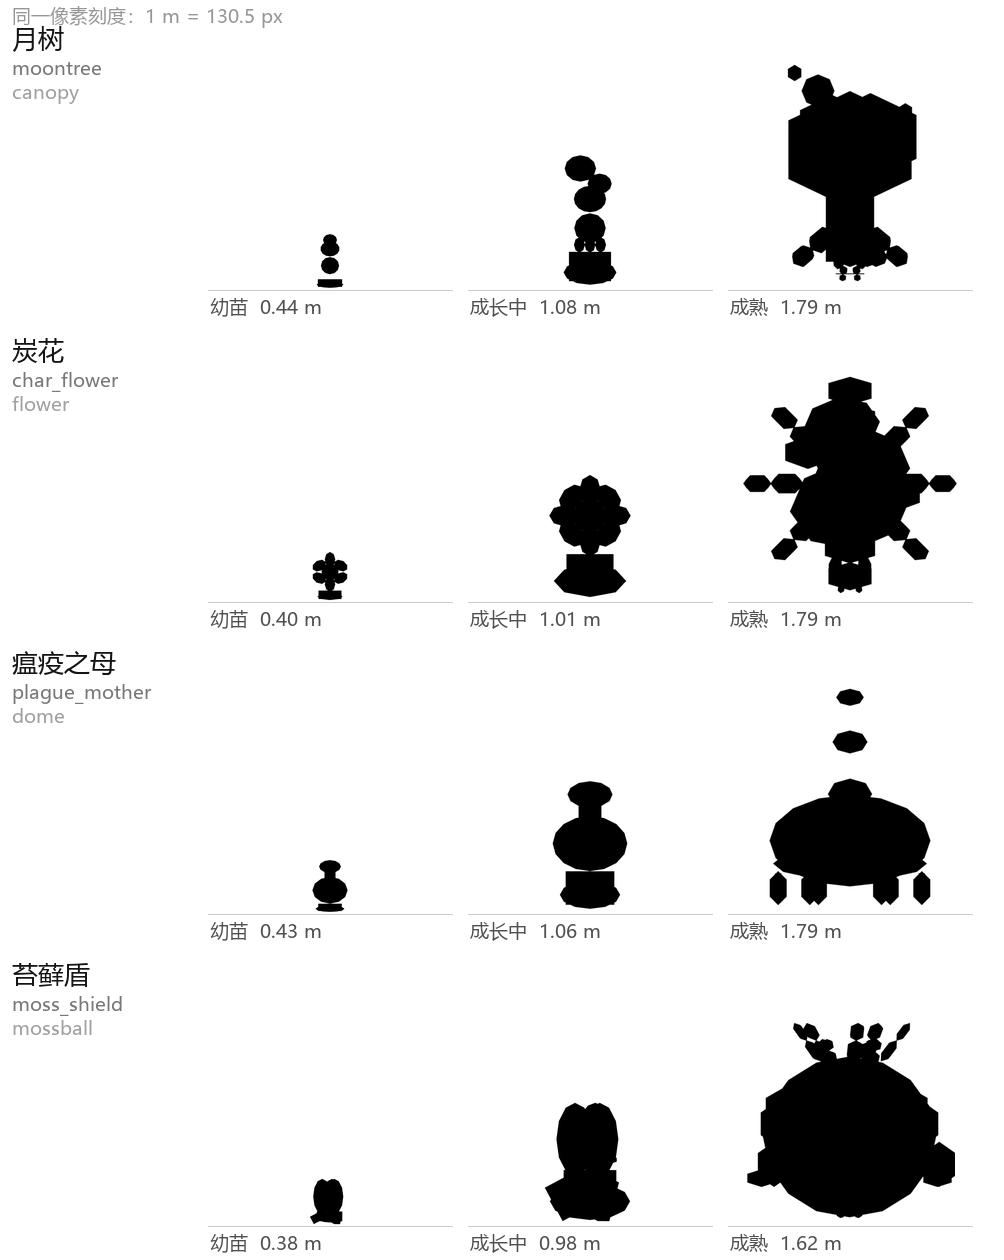 同一像素刻度：1 m = 130.5 px
月树
moontree
canopy
幼苗 0.44 m
成长中 1.08 m
成熟 1.79 m
炭花
char_flower
flower
幼苗 0.40 m
成长中 1.01 m
成熟 1.79 m
瘟疫之母
plague_mother
dome
幼苗 0.43 m
成长中 1.06 m
成熟 1.79 m
苔藓盾
moss_shield
mossball
幼苗 0.38 m
成长中 0.98 m
成熟 1.62 m